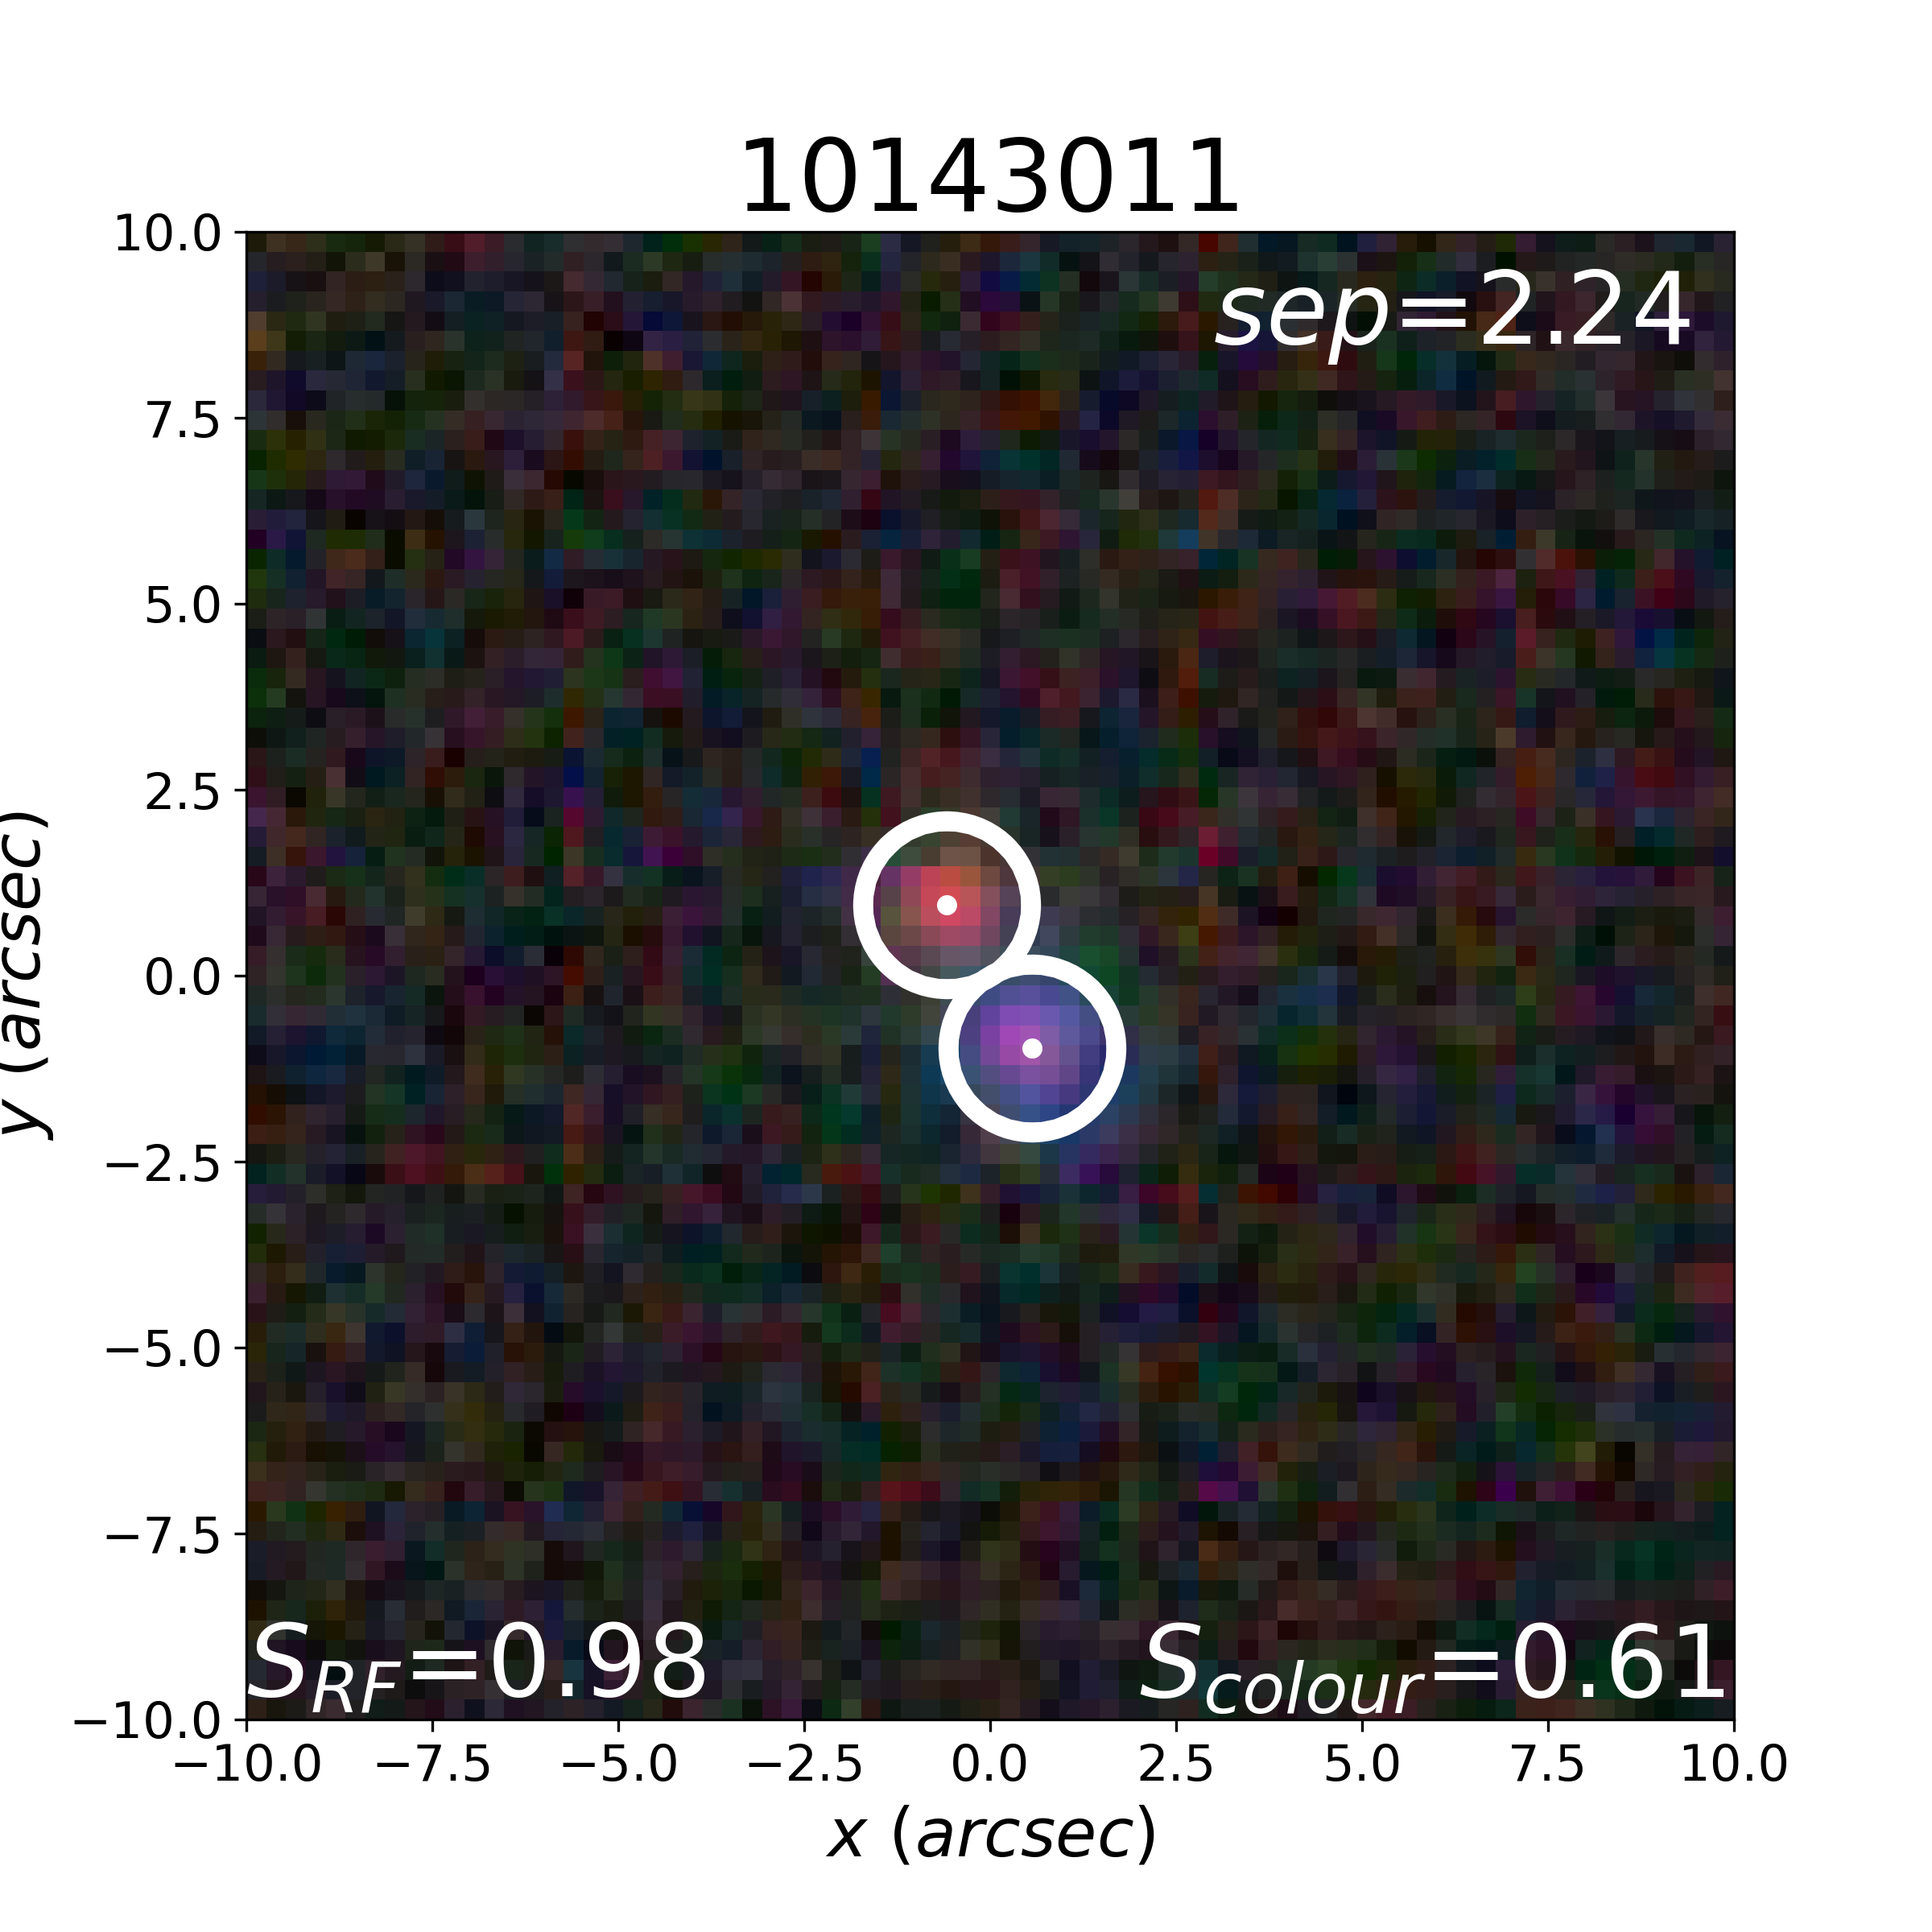 10143011
sep=2.24
10.0
7.5
5.0
2.5
0.0
−2.5
−5.0
−7.5
−10.0
y (arcsec)
S_RF=0.98
S_colour=0.61
−10.0 −7.5 −5.0 −2.5 0.0 2.5 5.0 7.5 10.0
x (arcsec)